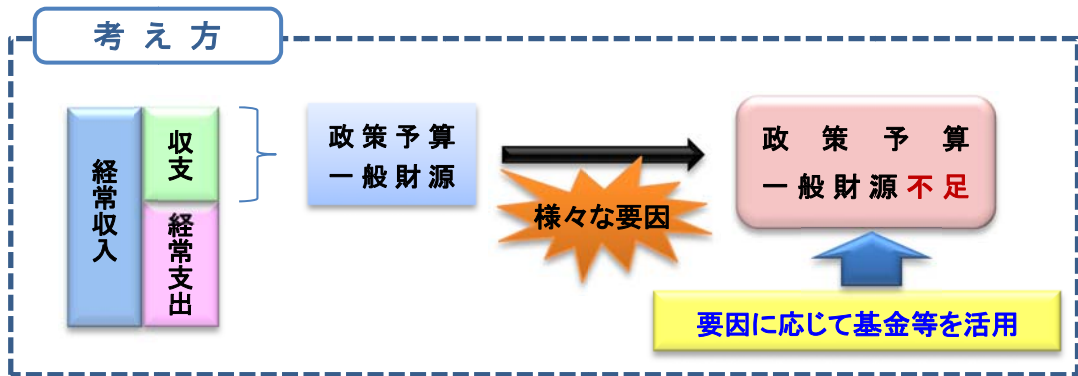 考え方
経常収入
収支
経常支出
政策予算
一般財源
様々な要因
政策予算
一般財源不足
要因に応じて基金等を活用